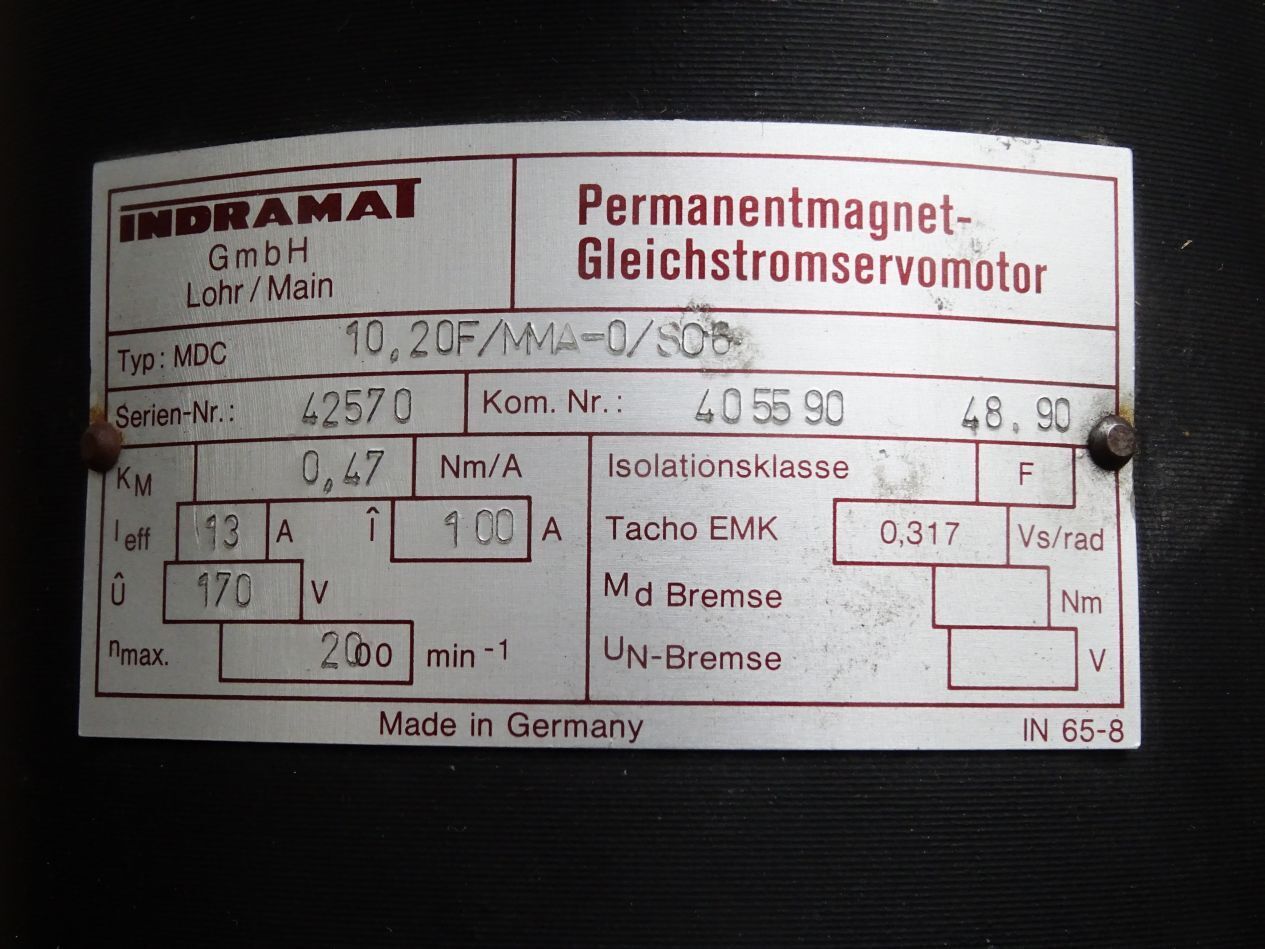 INDRAMAT
GmbH
Lohr/Main
Permanentmagnet-
Gleichstromservomotor
Typ: MDC 10,20F/MMA-0/S06
Serien-Nr.: 42570 Kom. Nr.: 405590 48.90
KM 0,47 Nm/A
Isolationsklasse F
Ieff 13 A Î 100 A
Tacho EMK 0,317 Vs/rad
Û 170 V
Md Bremse Nm
nmax. 2000 min-1
UN-Bremse V
Made in Germany
IN 65-8